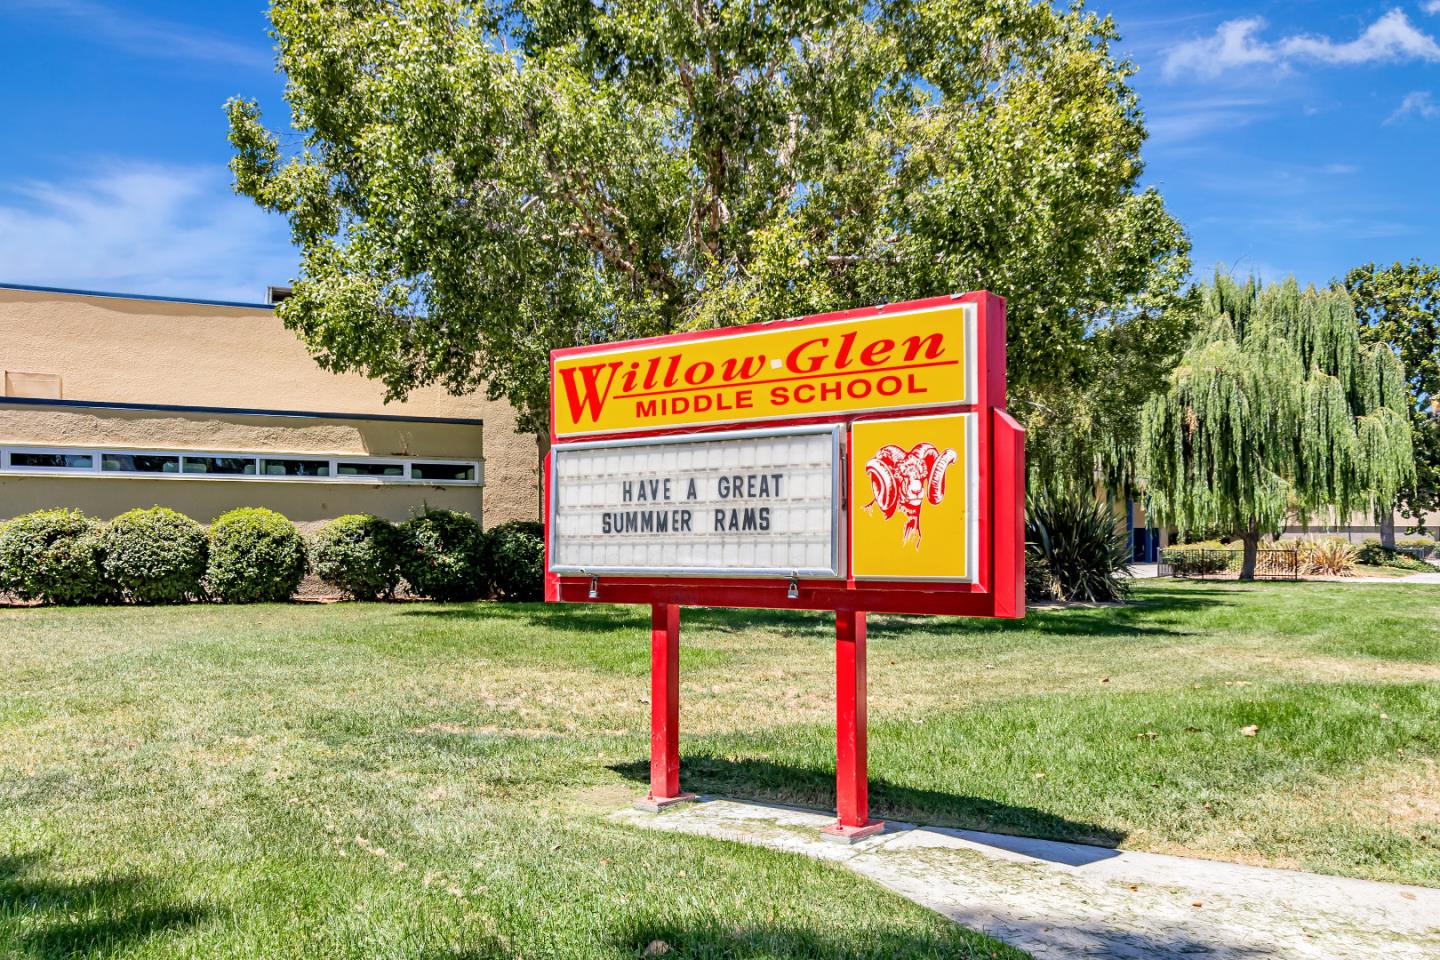 Willow Glen
MIDDLE SCHOOL
HAVE A GREAT
SUMMMER RAMS